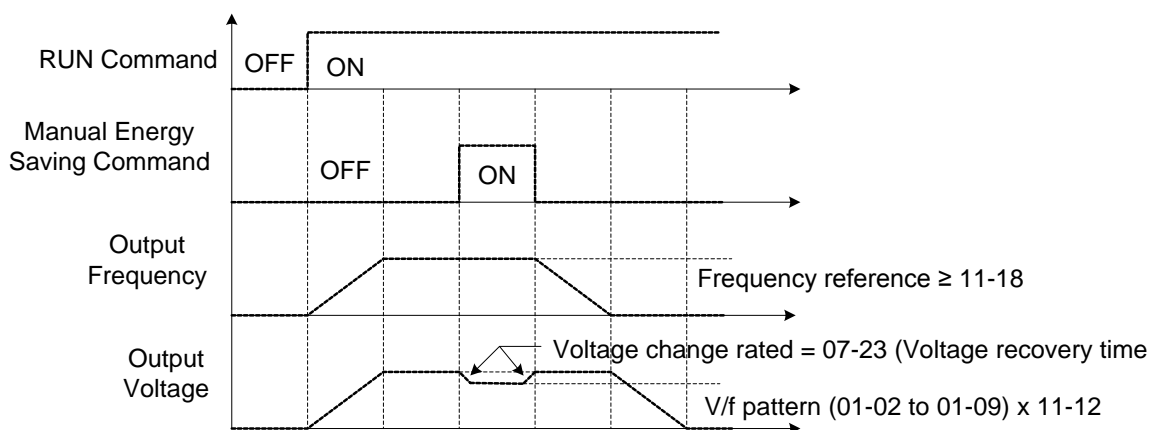 RUN Command
OFF
ON
Manual Energy
Saving Command
OFF
ON
Output
Frequency
Frequency reference ≥ 11-18
Output
Voltage
Voltage change rated = 07-23 (Voltage recovery time
V/f pattern (01-02 to 01-09) x 11-12